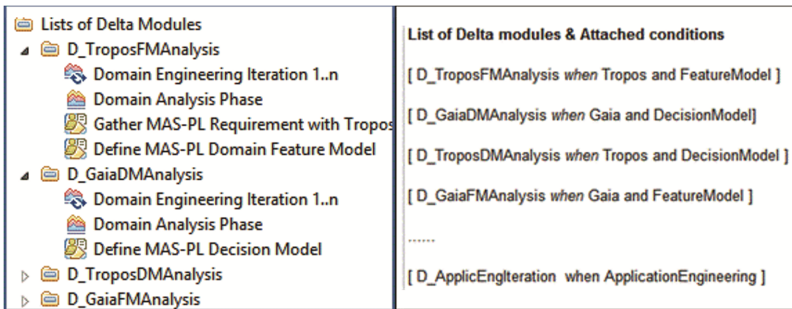 Lists of Delta Modules
D_TroposFMAnalysis
Domain Engineering Iteration 1..n
Domain Analysis Phase
Gather MAS-PL Requirement with Tropos
Define MAS-PL Domain Feature Model
D_GaiaDMAnalysis
Domain Engineering Iteration 1..n
Domain Analysis Phase
Define MAS-PL Decision Model
D_TroposDMAnalysis
D_GaiaFMAnalysis
List of Delta modules & Attached conditions
[ D_TroposFMAnalysis when Tropos and FeatureModel ]
[ D_GaiaDMAnalysis when Gaia and DecisionModel]
[ D_TroposDMAnalysis when Tropos and DecisionModel ]
[ D_GaiaFMAnalysis when Gaia and FeatureModel ]
......
[ D_ApplicEngIteration when ApplicationEngineering ]